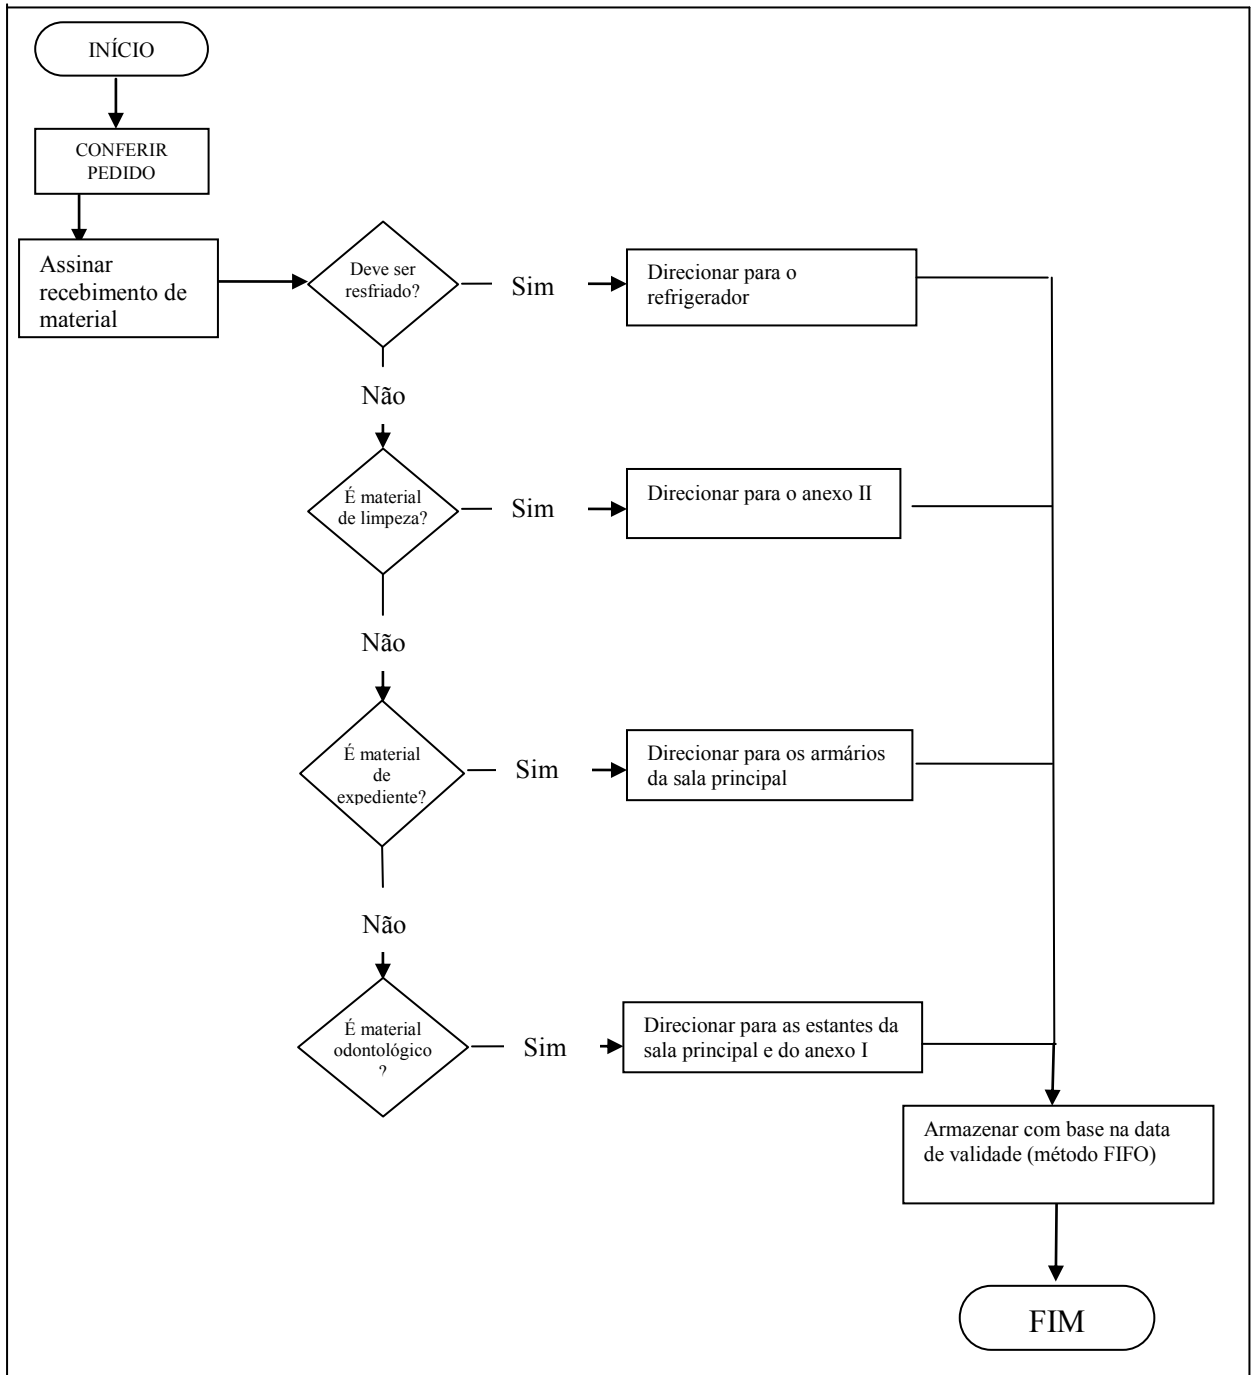 INÍCIO
CONFERIR
PEDIDO
Assinar
recebimento de
material
Deve ser
resfriado?
Sim
Direcionar para o
refrigerador
Não
É material
de limpeza?
Sim
Direcionar para o anexo II
Não
É material
de
expediente?
Sim
Direcionar para os armários
da sala principal
Não
É material
odontológico
?
Sim
Direcionar para as estantes da
sala principal e do anexo I
Armazenar com base na data
de validade (método FIFO)
FIM